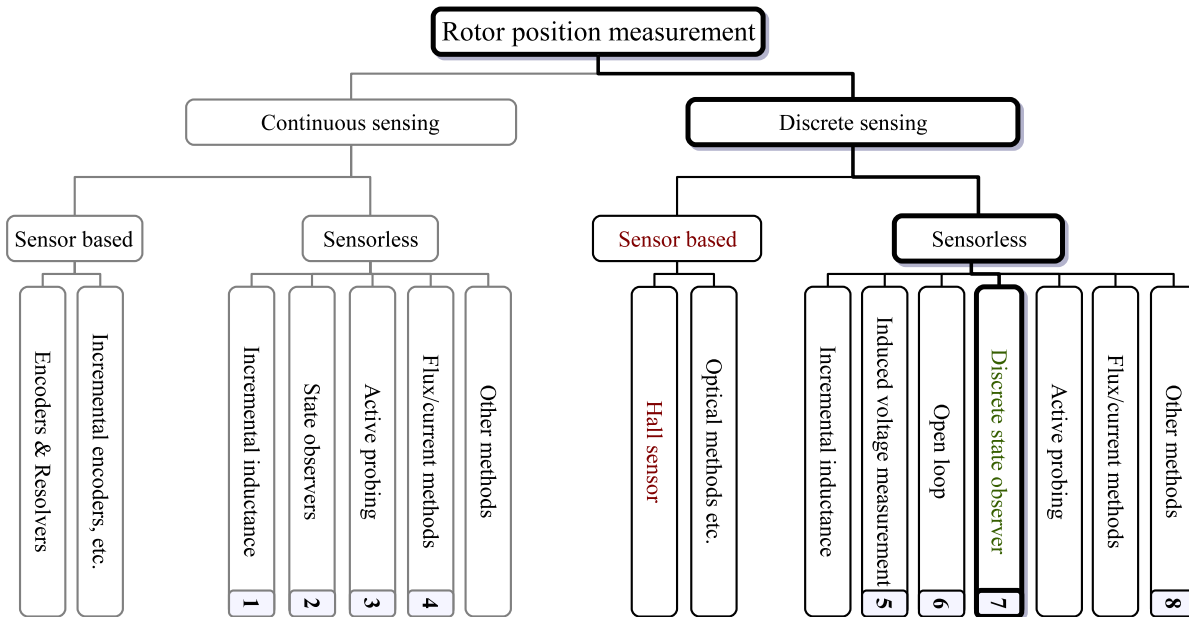 Rotor position measurement
Continuous sensing
Discrete sensing
Sensor based
Sensorless
Sensor based
Sensorless
Encoders & Resolvers
Incremental encoders, etc.
Incremental inductance
1
State observers
2
Active probing
3
Flux/current methods
4
Other methods
Hall sensor
Optical methods etc.
Incremental inductance
Induced voltage measurement
5
Open loop
6
Discrete state observer
7
Active probing
Flux/current methods
Other methods
8